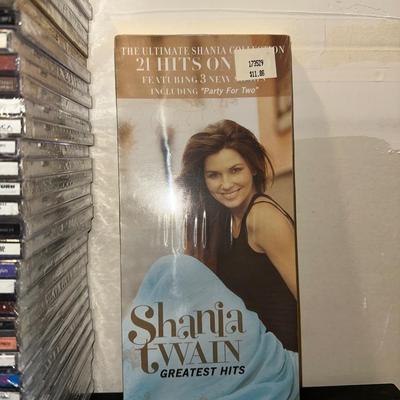 THE ULTIMATE SHANIA COLLECTION
21 HITS ON
FEATURING 3 NEW
INCLUDING "Party For Two"
173529
$11.86
Shania
TWAIN
GREATEST HITS